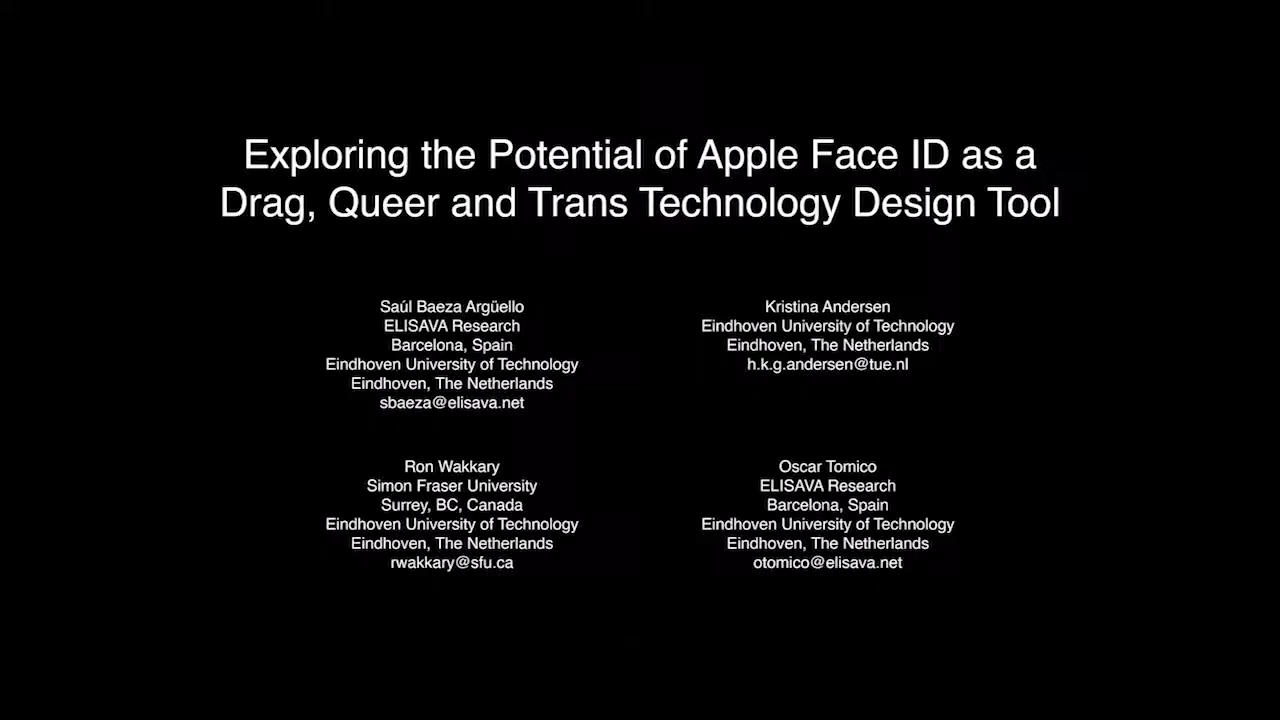 Exploring the Potential of Apple Face ID as a
Drag, Queer and Trans Technology Design Tool
Saúl Baeza Argüello
ELISAVA Research
Barcelona, Spain
Eindhoven University of Technology
Eindhoven, The Netherlands
sbaeza@elisava.net
Kristina Andersen
Eindhoven University of Technology
Eindhoven, The Netherlands
h.k.g.andersen@tue.nl
Ron Wakkary
Simon Fraser University
Surrey, BC, Canada
Eindhoven University of Technology
Eindhoven, The Netherlands
rwakkary@sfu.ca
Oscar Tomico
ELISAVA Research
Barcelona, Spain
Eindhoven University of Technology
Eindhoven, The Netherlands
otomico@elisava.net